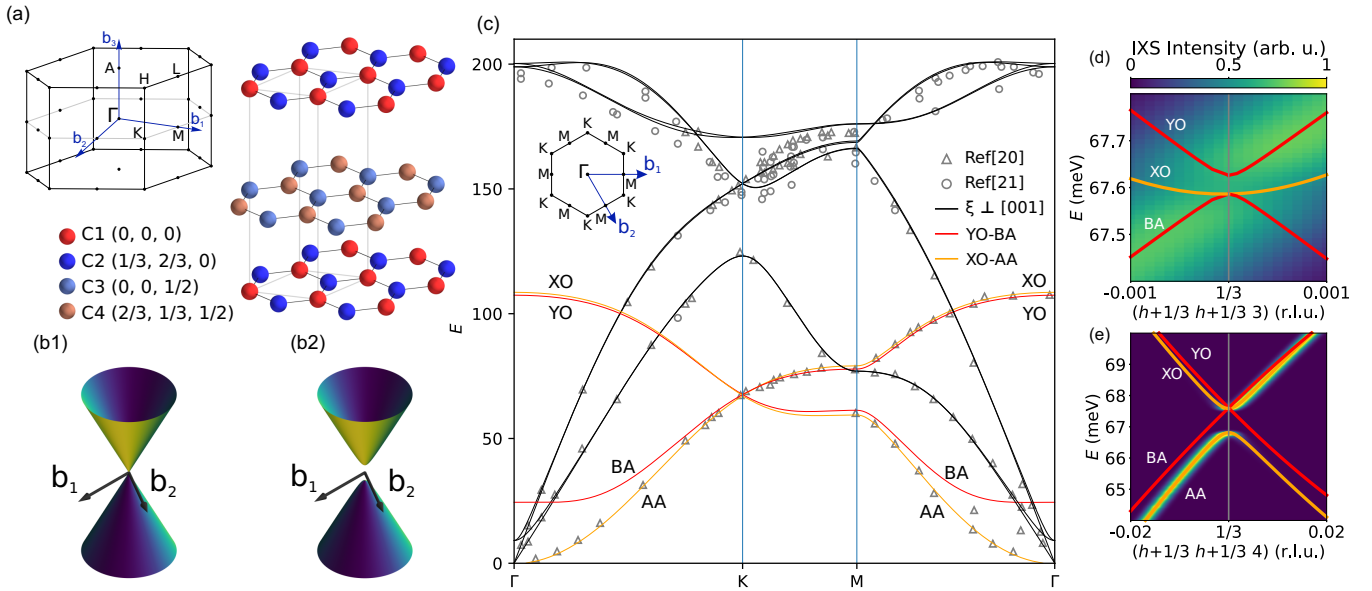 (a)
b₃
A
L
H
Γ
b₁
b₂
K
M
C1 (0, 0, 0)
C2 (1/3, 2/3, 0)
C3 (0, 0, 1/2)
C4 (2/3, 1/3, 1/2)
(b1)
b₁
b₂
(b2)
b₁
b₂
(c)
200
150
100
50
0
E
Γ
K
M
Γ
K
M
M
K
K
M
Γ
M
b₁
K
K
M
M
K
b₂
Ref[20]
Ref[21]
ξ ⊥ [001]
YO-BA
XO-AA
XO
YO
BA
AA
XO
YO
BA
AA
IXS Intensity (arb. u.)
(d)
0
0.5
1
67.7
67.6
67.5
E (meV)
YO
XO
BA
-0.001
1/3
0.001
(h+1/3 h+1/3 3) (r.l.u.)
(e)
69
68
67
66
65
E (meV)
YO
XO
BA
AA
-0.02
1/3
0.02
(h+1/3 h+1/3 4) (r.l.u.)